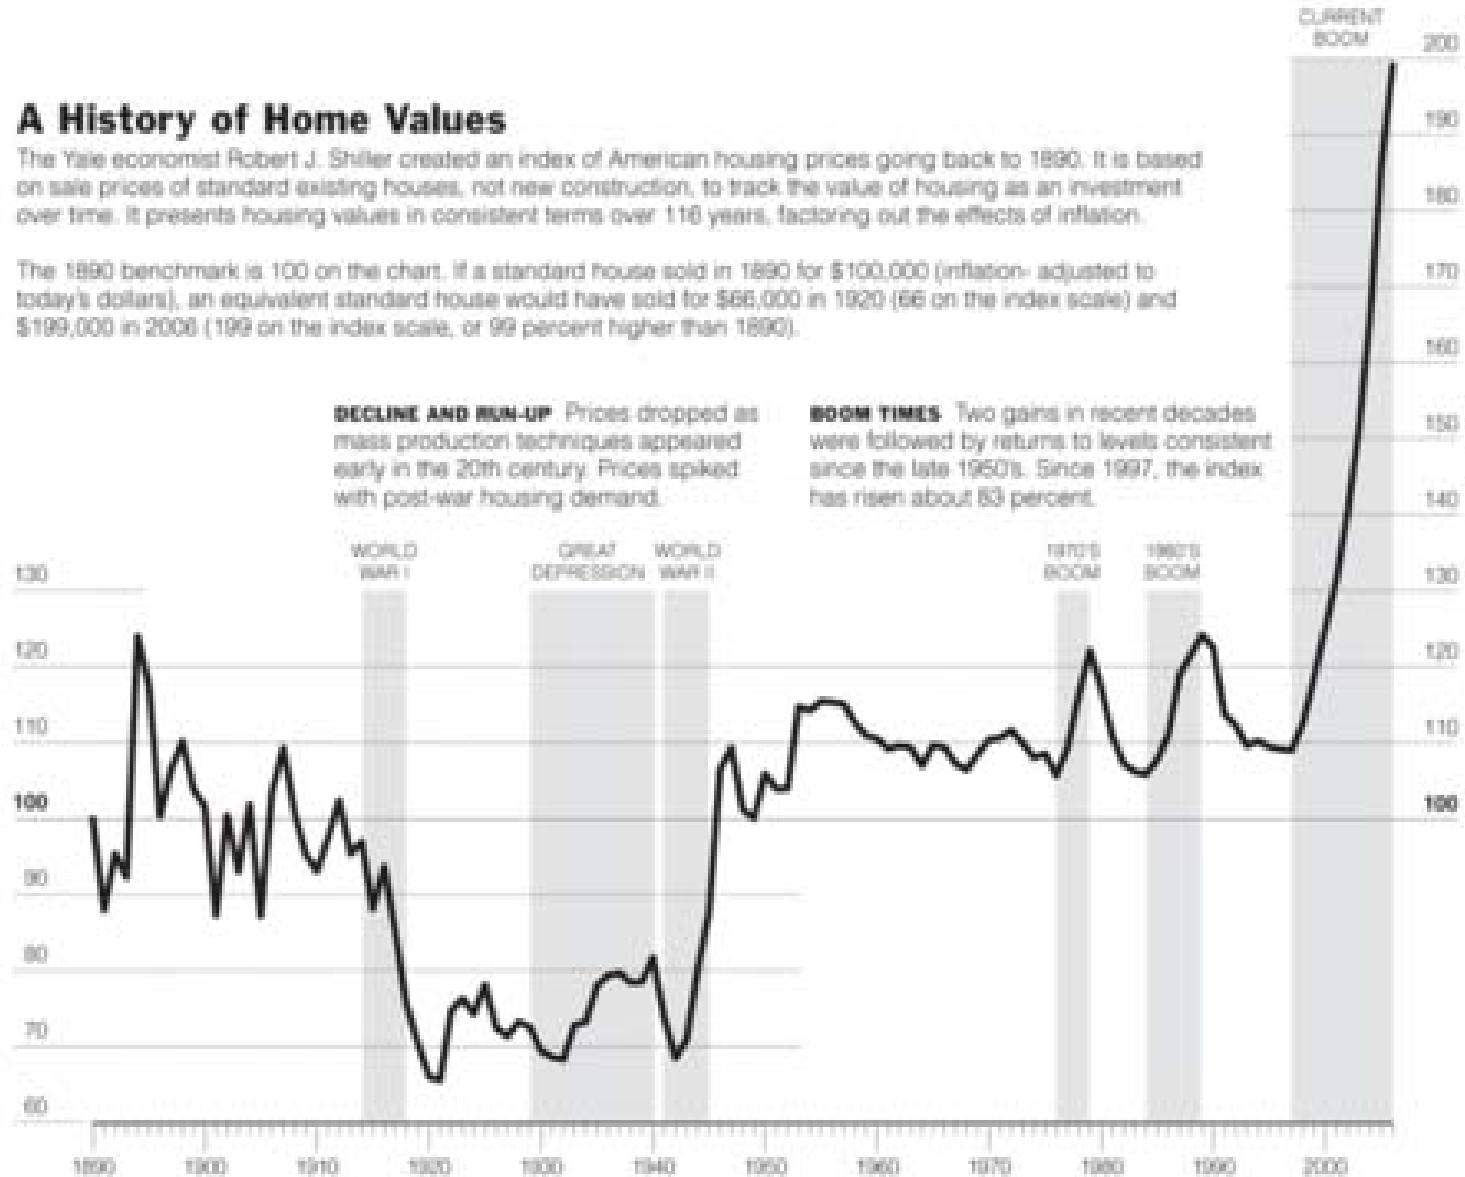 CURRENT
BOOM
200
A History of Home Values
The Yale economist Robert J. Shiller created an index of American housing prices going back to 1890. It is based
on sale prices of standard existing houses, not new construction, to track the value of housing as an investment
over time. It presents housing values in consistent terms over 116 years, factoring out the effects of inflation.
The 1890 benchmark is 100 on the chart. If a standard house sold in 1890 for $100,000 (inflation- adjusted to
today's dollars), an equivalent standard house would have sold for $66,000 in 1920 (66 on the index scale) and
$199,000 in 2006 (199 on the index scale, or 99 percent higher than 1890).
190
180
170
160
150
140
DECLINE AND RUN-UP Prices dropped as
mass production techniques appeared
early in the 20th century. Prices spiked
with post-war housing demand.
BOOM TIMES Two gains in recent decades
were followed by returns to levels consistent
since the late 1950's. Since 1997, the index
has risen about 83 percent.
WORLD
WAR I
GREAT
DEPRESSION
WORLD
WAR II
1970'S
BOOM
1980'S
BOOM
130
120
110
100
90
80
70
60
130
120
110
100
1890 1900 1910 1920 1930 1940 1950 1960 1970 1980 1990 2000